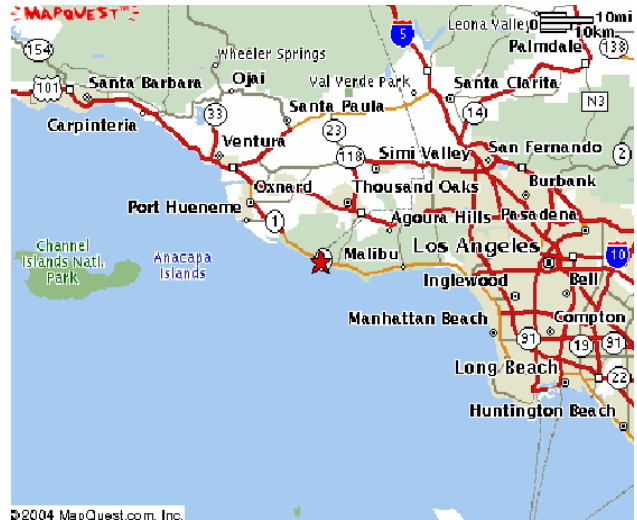 MAPQUEST™
Leona Valley
0 10mi
10km
5
Palmdale
138
154
Wheeler Springs
101
Santa Barbara
Ojai
Val Verde Park
Santa Clarita
N3
Carpinteria
33
Santa Paula
14
23
Ventura
118
Simi Valley
San Fernando
2
Oxnard
Thousand Oaks
Burbank
Port Hueneme
1
Agoura Hills
Pasadena
Channel
Islands Natl.
Park
Anacapa
Islands
Malibu
Los Angeles
10
Inglewood
Bell
Manhattan Beach
Compton
91
19
91
Long Beach
22
Huntington Beach
©2004 MapQuest.com, Inc.